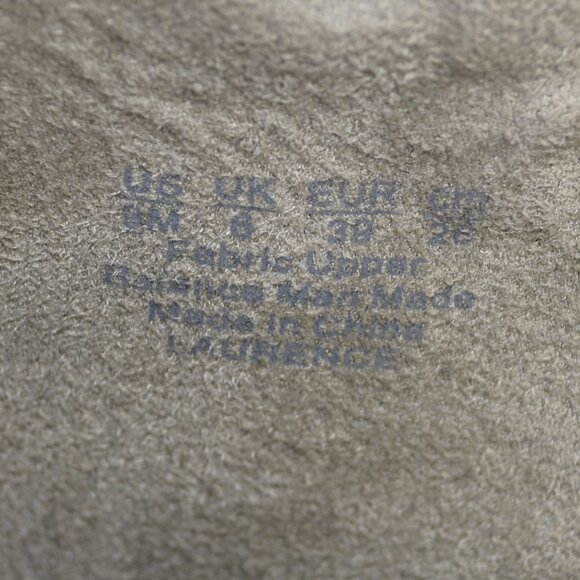 US UK EUR cm
M
Fabric Upper
Balance Man Made
Made in China
LAURENCE